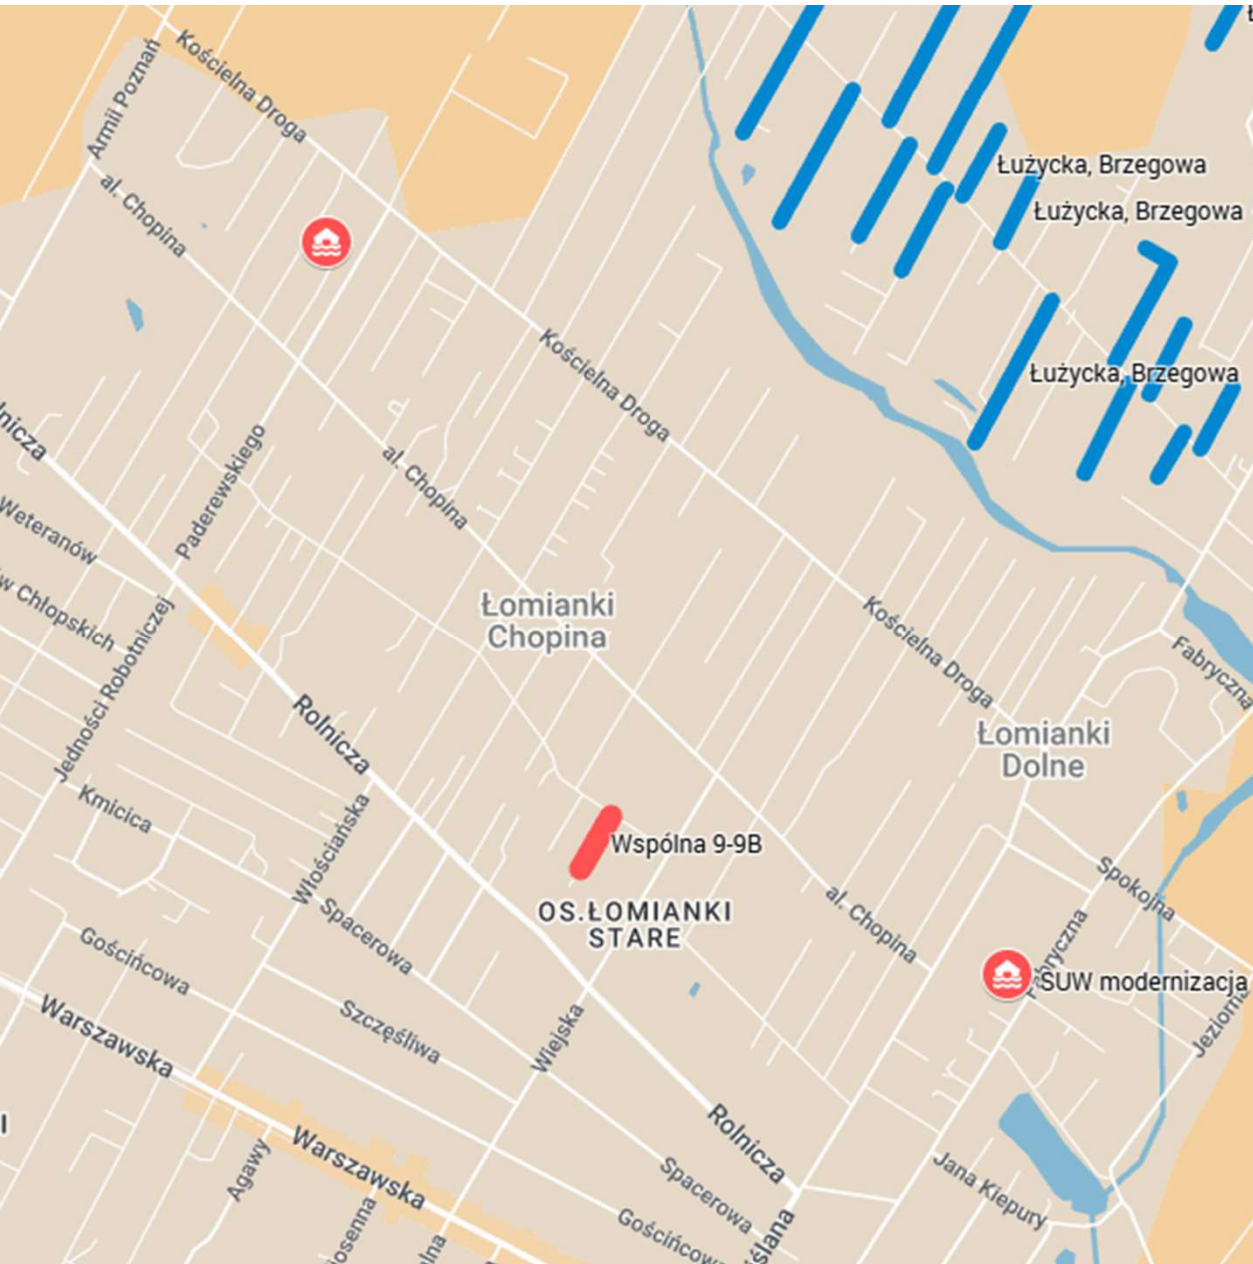 Kościelna Droga
Armii Poznań
Łużycka, Brzegowa
al. Chopina
Łużycka, Brzegowa
Kościelna Droga
Łużycka, Brzegowa
Paderewskiego
al. Chopina
Weteranów
Łomianki
Chopina
Chłopskich
Kościelna Droga
Jedności Robotniczej
Fabryczna
Rolnicza
Łomianki
Dolne
Kmicica
Włościańska
Wspólna 9-9B
Spokojna
OS.ŁOMIANKI
STARE
al. Chopina
Spacerowa
Gościńcowa
Fabryczna
SUW modernizacja
Warszawska
Szczęśliwa
Wiejska
Rolnicza
Warszawska
Agawy
Jana Kiepury
Spacerowa
Gościńcowa